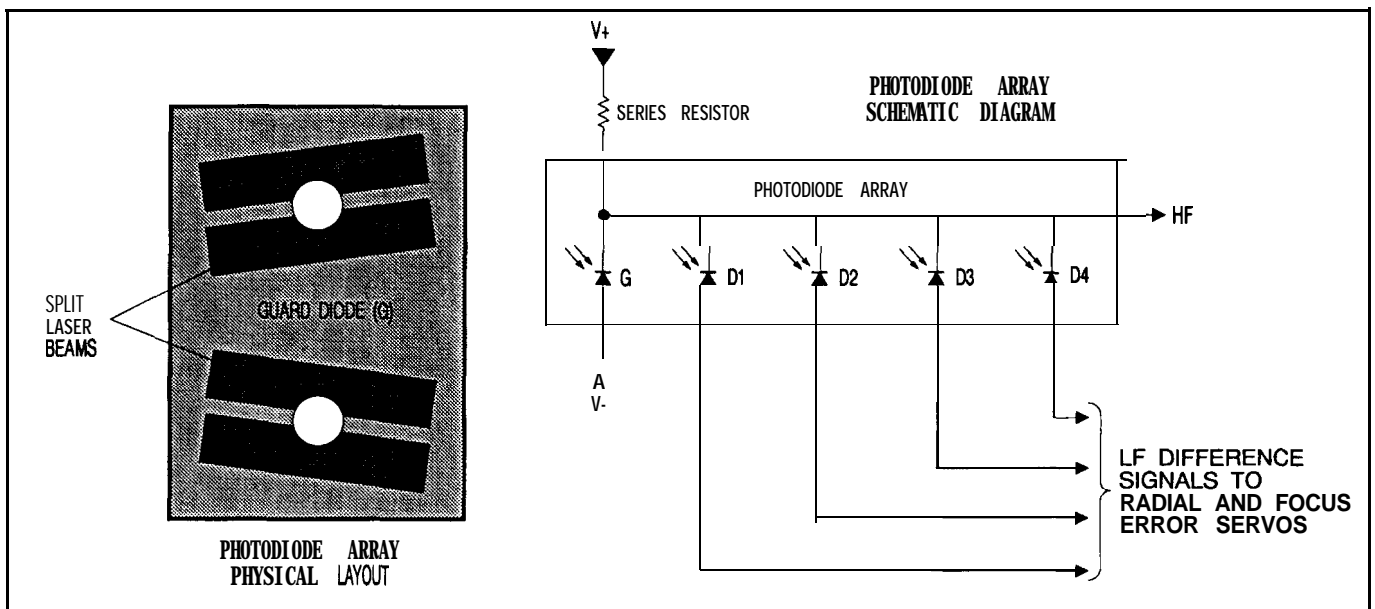 SPLIT
LASER
BEAMS
GUARD DIODE (G)
PHOTODIODE ARRAY
PHYSICAL LAYOUT
V+
SERIES RESISTOR
PHOTODIODE ARRAY
SCHEMATIC DIAGRAM
PHOTODIODE ARRAY
HF
G
D1
D2
D3
D4
A
V-
LF DIFFERENCE
SIGNALS TO
RADIAL AND FOCUS
ERROR SERVOS